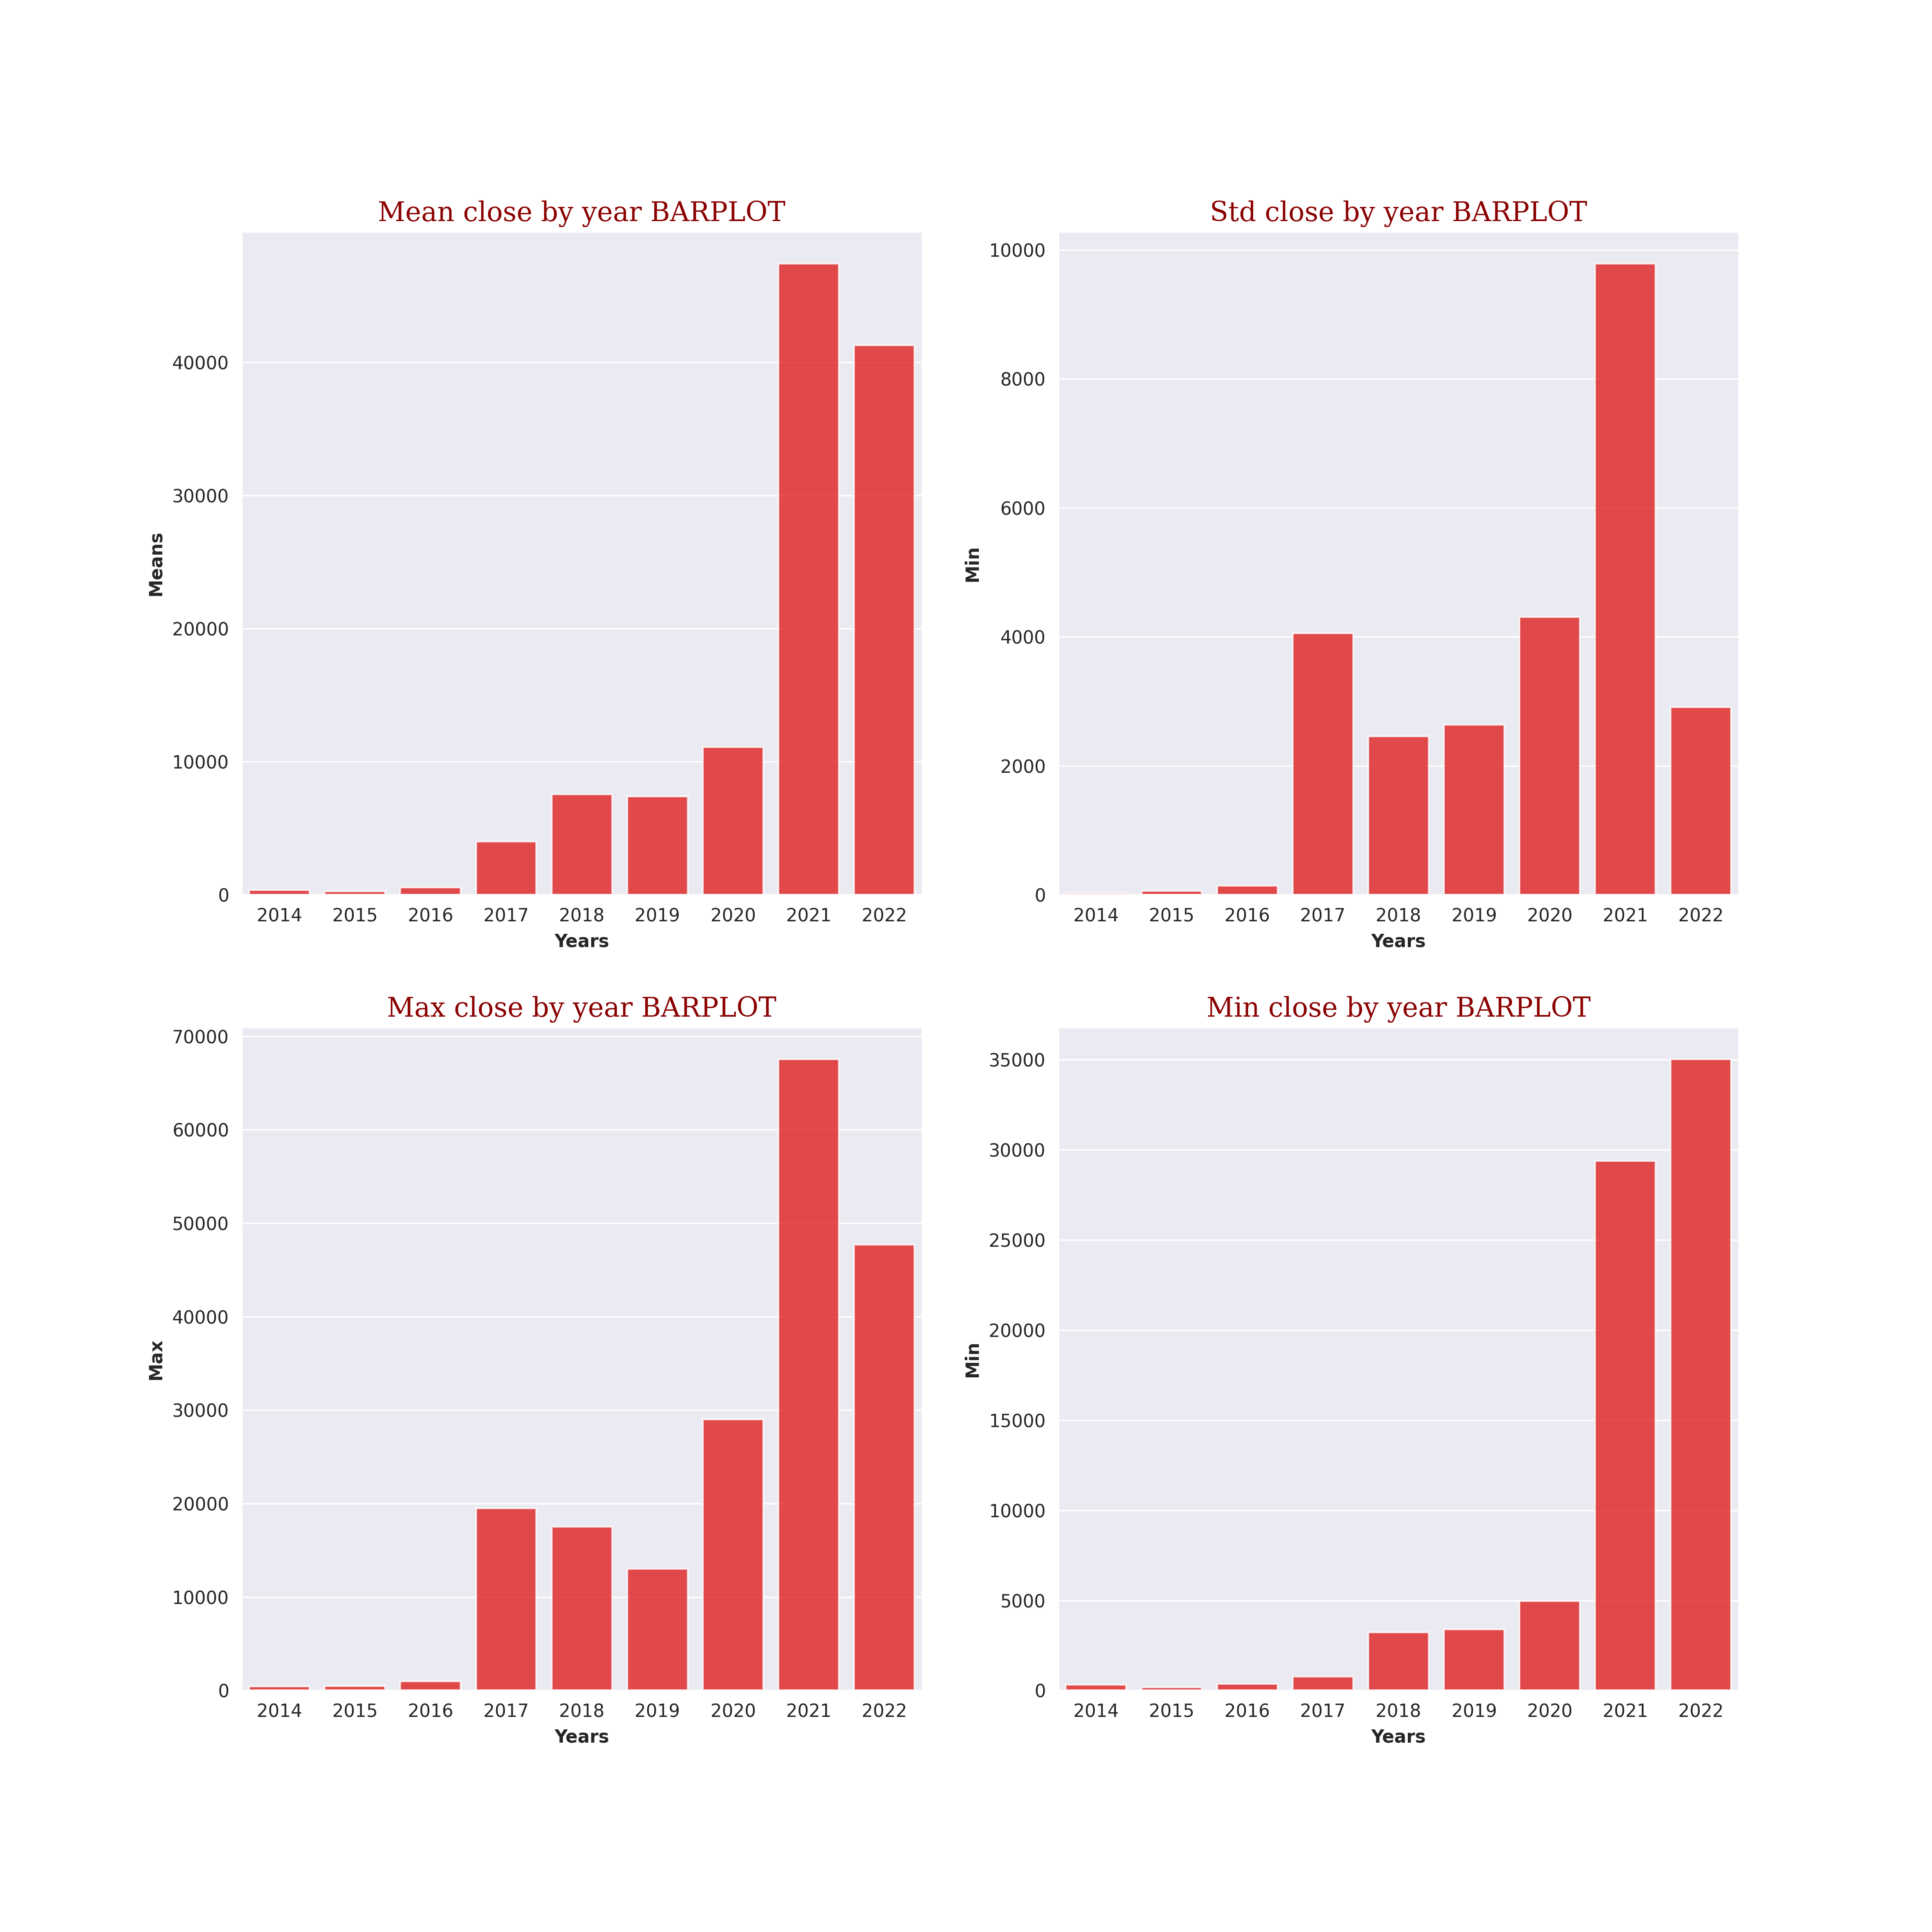 Mean close by year BARPLOT
40000
30000
20000
10000
0
Means
2014 2015 2016 2017 2018 2019 2020 2021 2022
Years
Std close by year BARPLOT
10000
8000
6000
4000
2000
0
Min
2014 2015 2016 2017 2018 2019 2020 2021 2022
Years
Max close by year BARPLOT
70000
60000
50000
40000
30000
20000
10000
0
Max
2014 2015 2016 2017 2018 2019 2020 2021 2022
Years
Min close by year BARPLOT
35000
30000
25000
20000
15000
10000
5000
0
Min
2014 2015 2016 2017 2018 2019 2020 2021 2022
Years